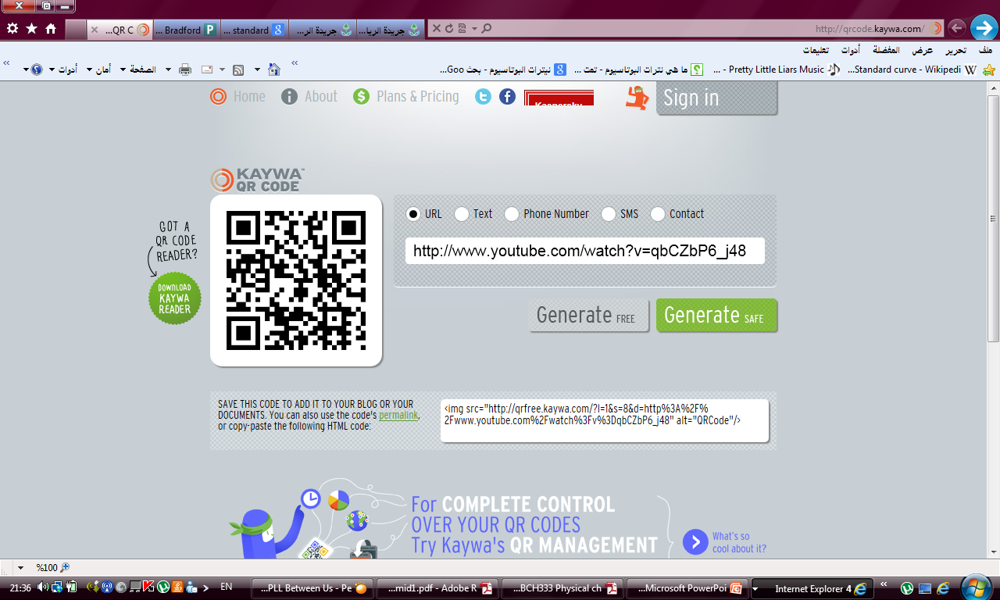 ...QR C
... Bradford
... standard
جريدة الر...
جريدة الريا...
http://qrcode.kaywa.com/
ملف تحرير عرض المفضلة أدوات تعليمات
أدوات أمان الصفحة
نيترات البوتاسيوم - بحث Goo...
ما هي نترات البوتاسيوم - تمت ...
... - Pretty Little Liars Music
...Standard curve - Wikipedi
Home About Plans & Pricing
Kaspersky
Sign in
KAYWA™
QR CODE
GOT A
QR CODE
READER?
DOWNLOAD
KAYWA
READER
URL Text Phone Number SMS Contact
http://www.youtube.com/watch?v=qbCZbP6_j48
Generate FREE
Generate SAFE
SAVE THIS CODE TO ADD IT TO YOUR BLOG OR YOUR
DOCUMENTS. You can also use the code's permalink,
or copy-paste the following HTML code:
<img src="http://qrfree.kaywa.com/?l=1&s=8&d=http%3A%2F%
2Fwww.youtube.com%2Fwatch%3Fv%3DqbCZbP6_j48" alt="QRCode"/>
For COMPLETE CONTROL
OVER YOUR QR CODES
Try Kaywa's QR MANAGEMENT
What's so
cool about it?
%100
21:36
EN
...PLL Between Us - Pe
...mid1.pdf - Adobe R
...BCH333 Physical ch
...Microsoft PowerPoi
Internet Explorer 4